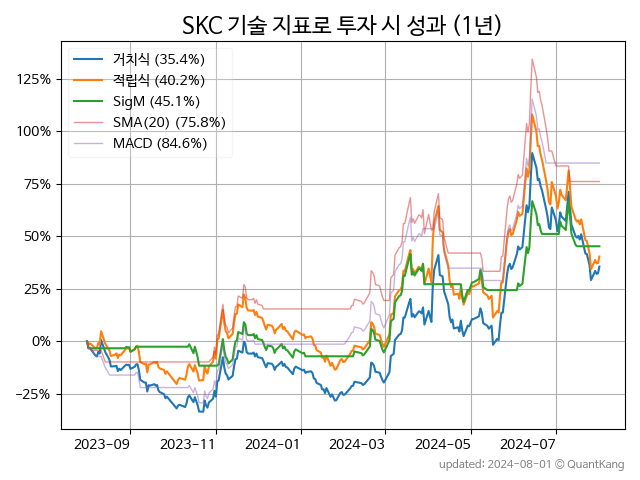 SKC 기술 지표로 투자 시 성과 (1년)
거치식 (35.4%)
적립식 (40.2%)
SigM (45.1%)
SMA(20) (75.8%)
MACD (84.6%)
125%
100%
75%
50%
25%
0%
−25%
2023-09 2023-11 2024-01 2024-03 2024-05 2024-07
updated: 2024-08-01 © QuantKang